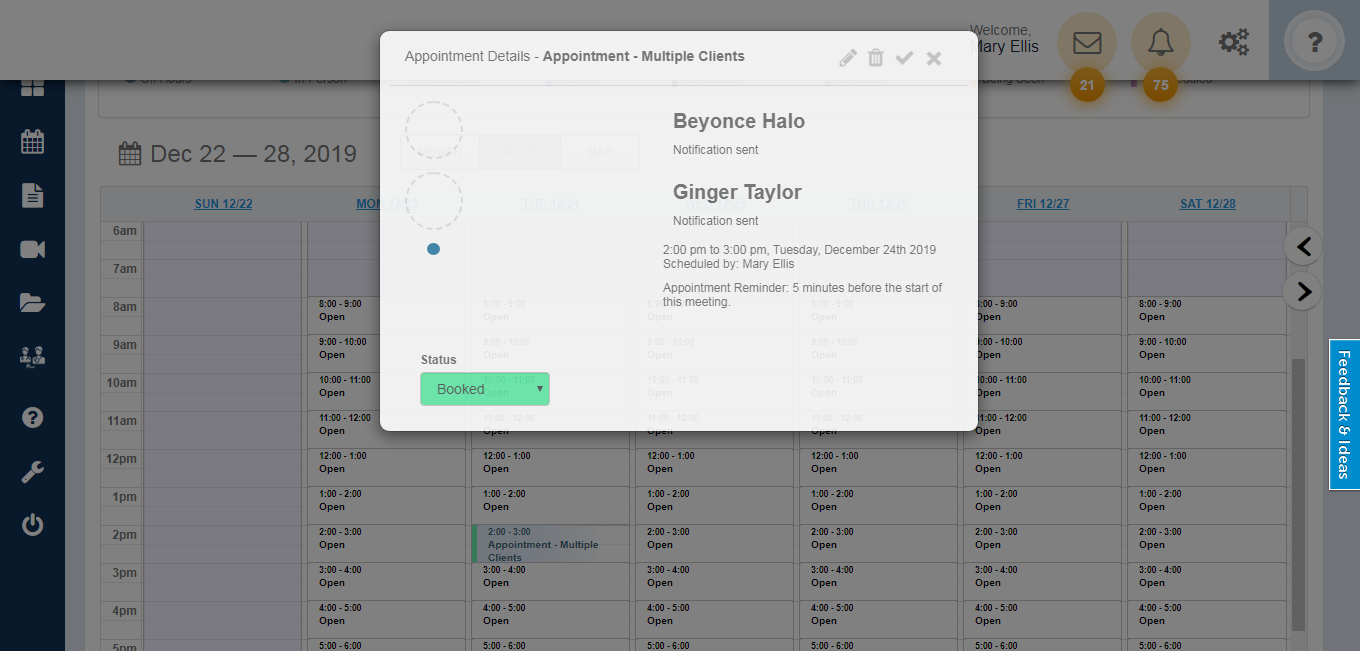 Welcome,
Mary Ellis
?
21
75
Off Hours
In Person
Being Been
Appointment Details - Appointment - Multiple Clients
Beyonce Halo
Notification sent
Ginger Taylor
Notification sent
2:00 pm to 3:00 pm, Tuesday, December 24th 2019
Scheduled by: Mary Ellis
Appointment Reminder: 5 minutes before the start of
this meeting.
Status
Booked
MONTH WEEK DAY
Dec 22 — 28, 2019
SUN 12/22 MON 12/23 TUE 12/24 WED 12/25 THU 12/26 FRI 12/27 SAT 12/28
6am
7am
8am 8:00 - 9:00 8:00 - 9:00 8:00 - 9:00 8:00 - 9:00 8:00 - 9:00 8:00 - 9:00
Open Open Open Open Open Open
9am 9:00 - 10:00 9:00 - 10:00 9:00 - 10:00 9:00 - 10:00 9:00 - 10:00 9:00 - 10:00
Open Open Open Open Open Open
10am 10:00 - 11:00 10:00 - 11:00 10:00 - 11:00 10:00 - 11:00 10:00 - 11:00 10:00 - 11:00
Open Open Open Open Open Open
11am 11:00 - 12:00 11:00 - 12:00 11:00 - 12:00 11:00 - 12:00 11:00 - 12:00 11:00 - 12:00
Open Open Open Open Open Open
12pm 12:00 - 1:00 12:00 - 1:00 12:00 - 1:00 12:00 - 1:00 12:00 - 1:00 12:00 - 1:00
Open Open Open Open Open Open
1pm 1:00 - 2:00 1:00 - 2:00 1:00 - 2:00 1:00 - 2:00 1:00 - 2:00 1:00 - 2:00
Open Open Open Open Open Open
2pm 2:00 - 3:00 2:00 - 3:00 2:00 - 3:00 2:00 - 3:00 2:00 - 3:00 2:00 - 3:00
Open Appointment - Multiple Open Open Open Open
Clients
3pm 3:00 - 4:00 3:00 - 4:00 3:00 - 4:00 3:00 - 4:00 3:00 - 4:00 3:00 - 4:00
Open Open Open Open Open Open
4pm 4:00 - 5:00 4:00 - 5:00 4:00 - 5:00 4:00 - 5:00 4:00 - 5:00 4:00 - 5:00
Open Open Open Open Open Open
5pm 5:00 - 6:00 5:00 - 6:00 5:00 - 6:00 5:00 - 6:00 5:00 - 6:00 5:00 - 6:00
Feedback & Ideas